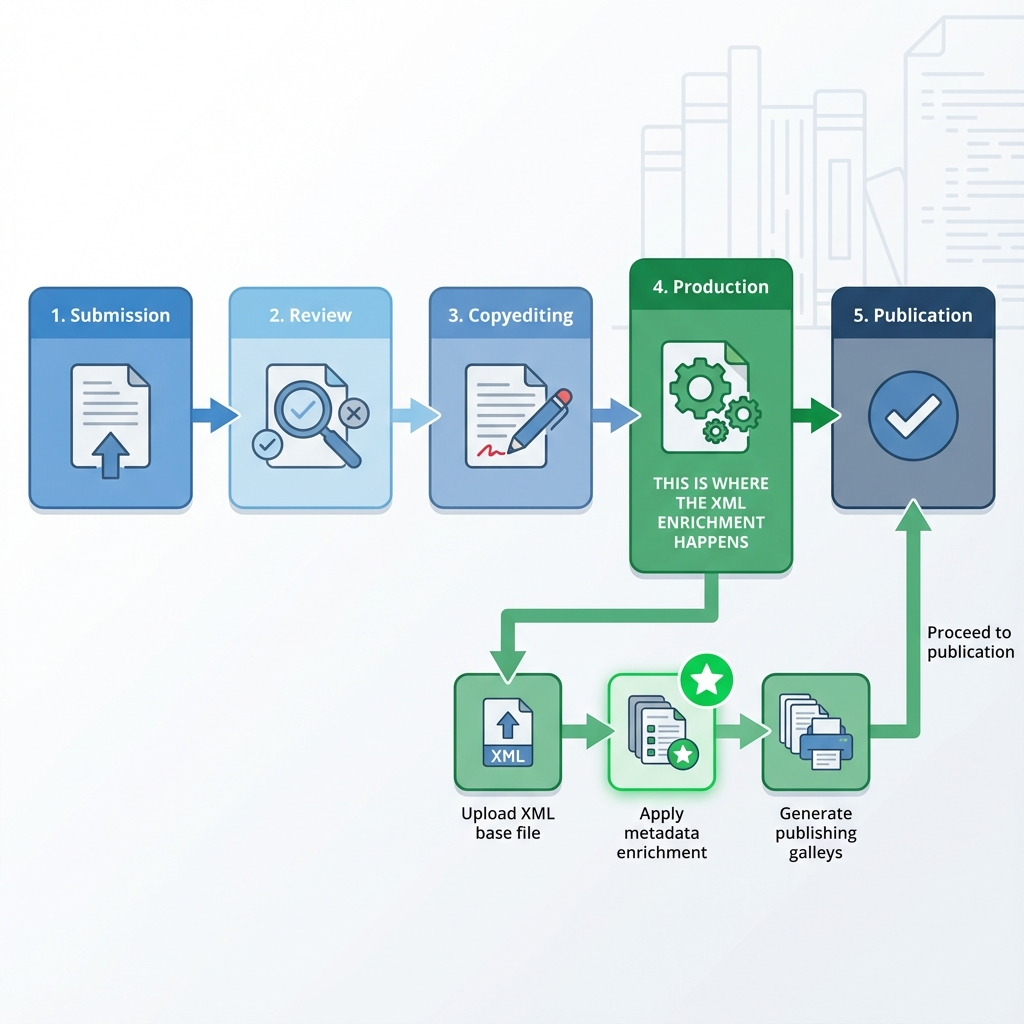 1. Submission
2. Review
3. Copyediting
4. Production
5. Publication
THIS IS WHERE
THE XML
ENRICHMENT
HAPPENS
Proceed to
publication
XML
Upload XML
base file
Apply
metadata
enrichment
Generate
publishing
galleys